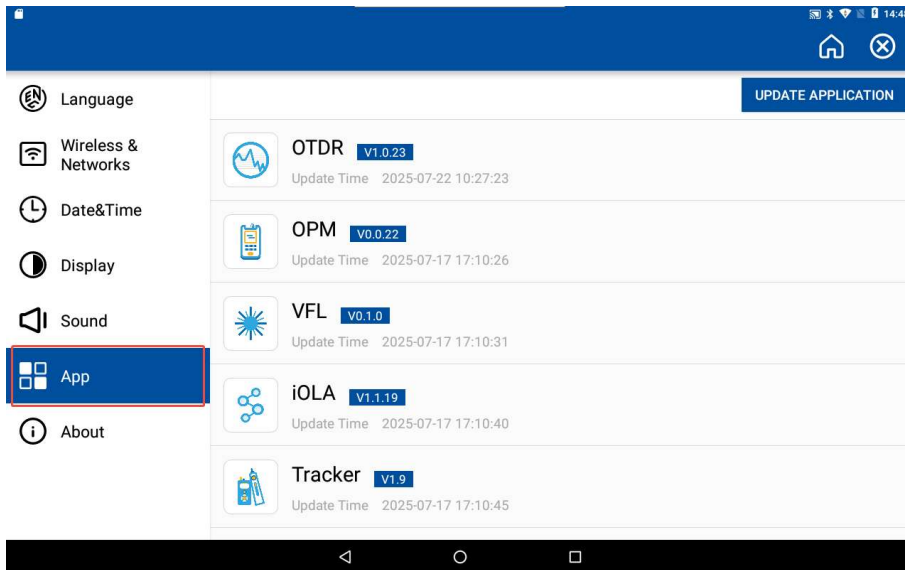 14:48
EN
Language
Wireless &
Networks
Date&Time
Display
Sound
App
About
UPDATE APPLICATION
OTDR V1.0.23
Update Time 2025-07-22 10:27:23
OPM V0.0.22
Update Time 2025-07-17 17:10:26
VFL V0.1.0
Update Time 2025-07-17 17:10:31
iOLA V1.1.19
Update Time 2025-07-17 17:10:40
Tracker V1.9
Update Time 2025-07-17 17:10:45